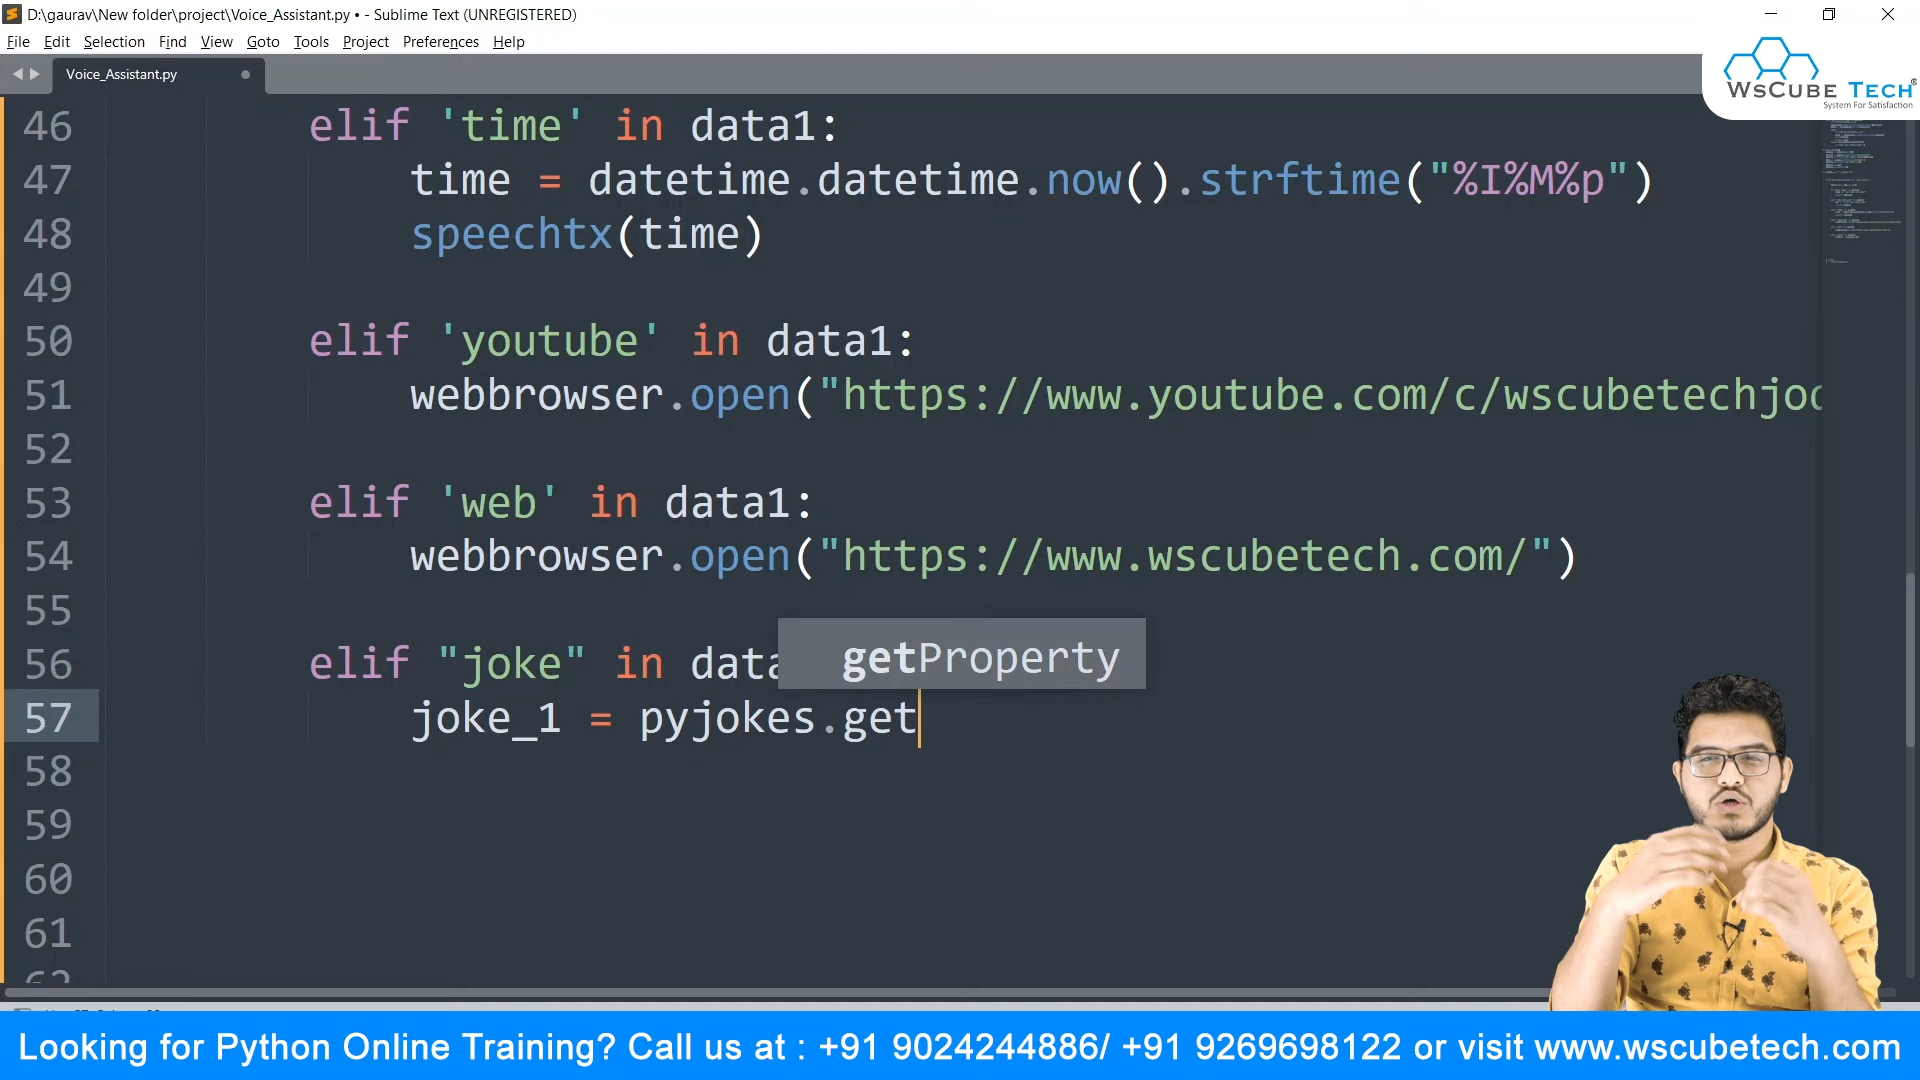 D:\gaurav\New folder\project\Voice_Assistant.py • - Sublime Text (UNREGISTERED)
File Edit Selection Find View Goto Tools Project Preferences Help
Voice_Assistant.py
WsCube Tech®
System For Satisfaction
46 elif 'time' in data1:
47 time = datetime.datetime.now().strftime("%I%M%p")
48 speechtx(time)
49
50 elif 'youtube' in data1:
51 webbrowser.open("https://www.youtube.com/c/wscubetechjod
52
53 elif 'web' in data1:
54 webbrowser.open("https://www.wscubetech.com/")
55
getProperty
56 elif "joke" in data
57 joke_1 = pyjokes.get
58
59
60
61
62
Looking for Python Online Training? Call us at : +91 9024244886/ +91 9269698122 or visit www.wscubetech.com